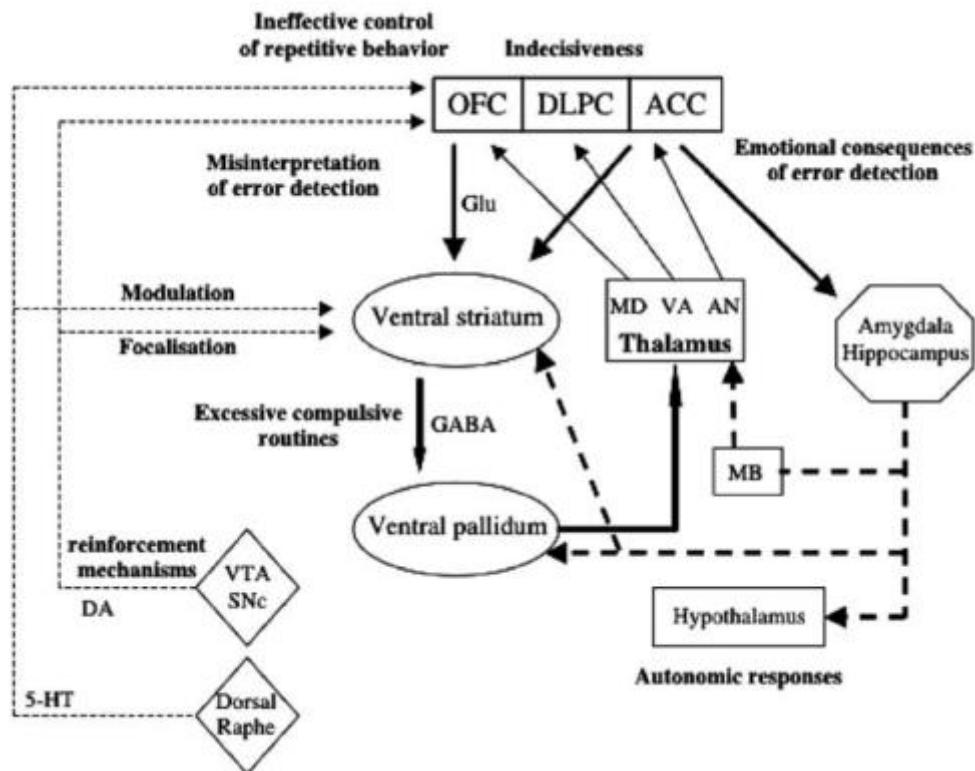 Ineffective control
of repetitive behavior
Indecisiveness
OFC DLPC ACC
Misinterpretation
of error detection
Emotional consequences
of error detection
Glu
Modulation
Focalisation
Ventral striatum
MD VA AN
Thalamus
Amygdala
Hippocampus
Excessive compulsive
routines
GABA
MB
Ventral pallidum
reinforcement
mechanisms
DA
VTA
SNc
Hypothalamus
Autonomic responses
5-HT
Dorsal
Raphe